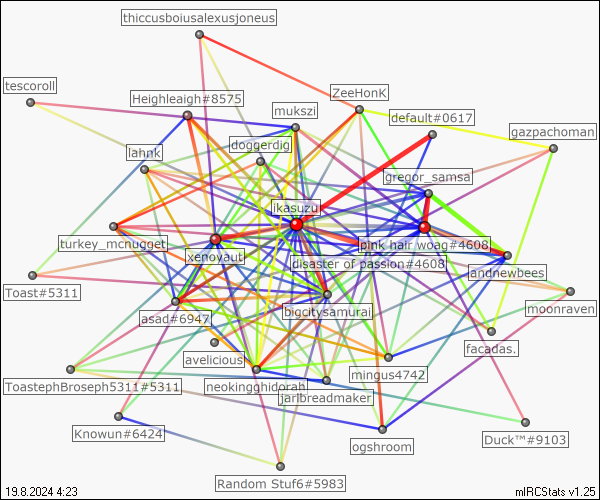 thiccusboiusalexusjoneus
tescoroll
ZeeHonK
Heighleigh#8575
mukszi
default#0617
gazpachoman
doggerdig
lahnk
gregor_samsa
ikasuzu
turkey_mcnugget
pink hair woag#4608
xenoyaut
disaster of passion#4608
andnewbees
Toast#5311
bigcitysamurai
moonraven
asad#6947
facadas.
avelicious
mingus4742
ToastephBroseph5311#5311
neokingghidorah
jarlbreadmaker
Knowun#6424
ogshroom
Duck™#9103
Random Stuf6#5983
19.8.2024 4:23
mIRCStats v1.25